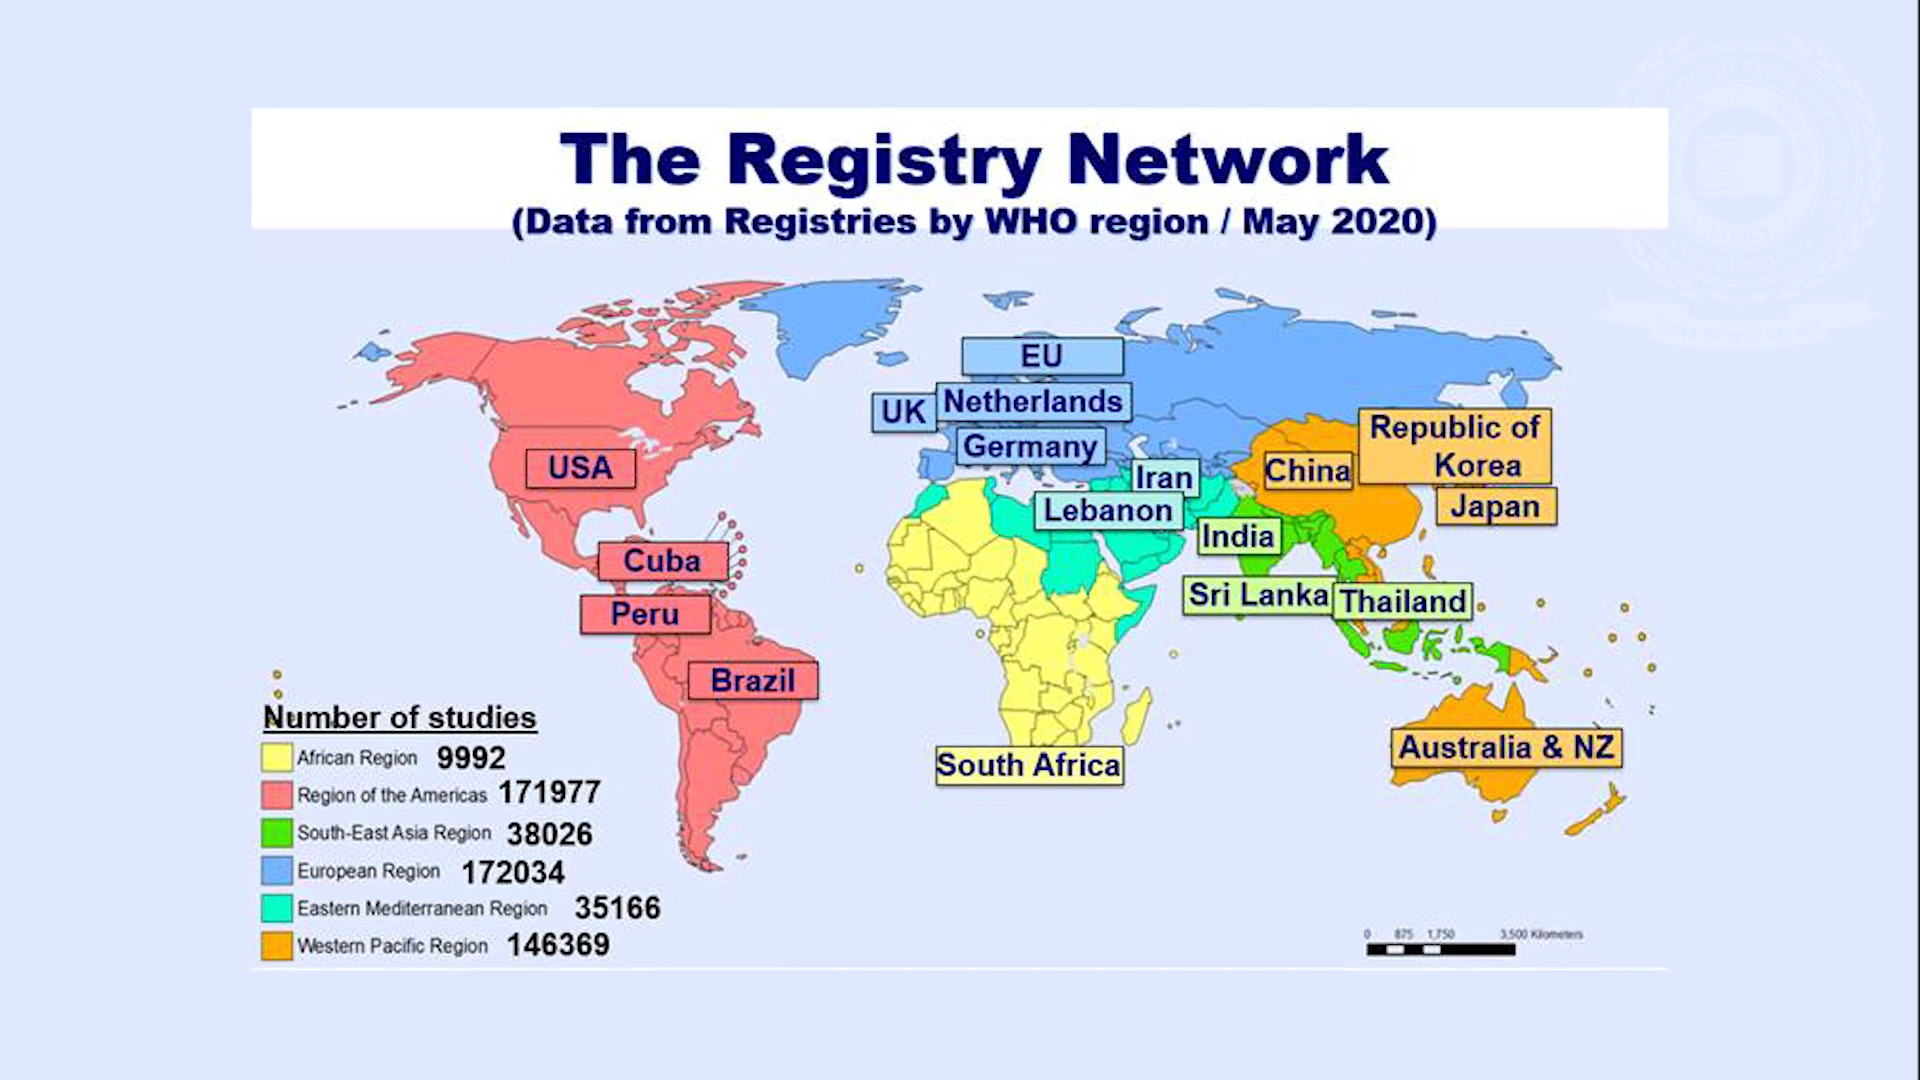 The Registry Network
(Data from Registries by WHO region / May 2020)
EU
UK
Netherlands
Germany
Republic of
Korea
USA
Iran
China
Lebanon
Japan
India
Cuba
Sri Lanka
Thailand
Peru
Brazil
Australia & NZ
South Africa
Number of studies
African Region 9992
Region of the Americas 171977
South-East Asia Region 38026
European Region 172034
Eastern Mediterranean Region 35166
Western Pacific Region 146369
0 875 1,750 3,500 Kilometers